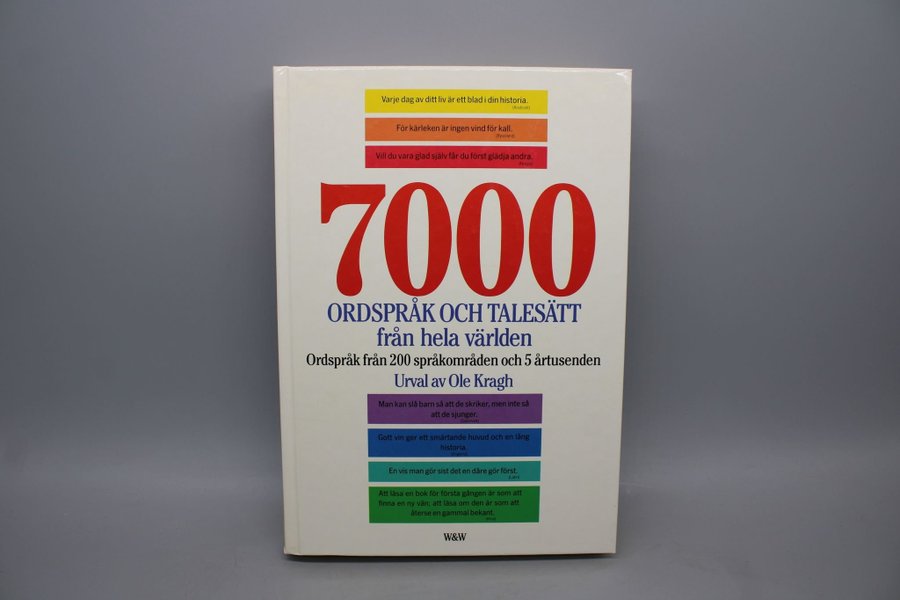 Varje dag av ditt liv är ett blad i din historia.
För kärleken är ingen vind för kall.
Vill du vara glad själv får du först glädja andra.
7000
ORDSPRÅK OCH TALESÄTT
från hela världen
Ordspråk från 200 språkområden och 5 årtusenden
Urval av Ole Kragh
Man kan slå barn så att de skriker, men inte så
att de sjunger.
Gott vin ger ett smärtande huvud och en lång
historia.
En vis man gör sist det en dåre gör först.
Att läsa en bok för första gången är som att
finna en ny vän; att läsa om den är som att
återse en gammal bekant.
W&W